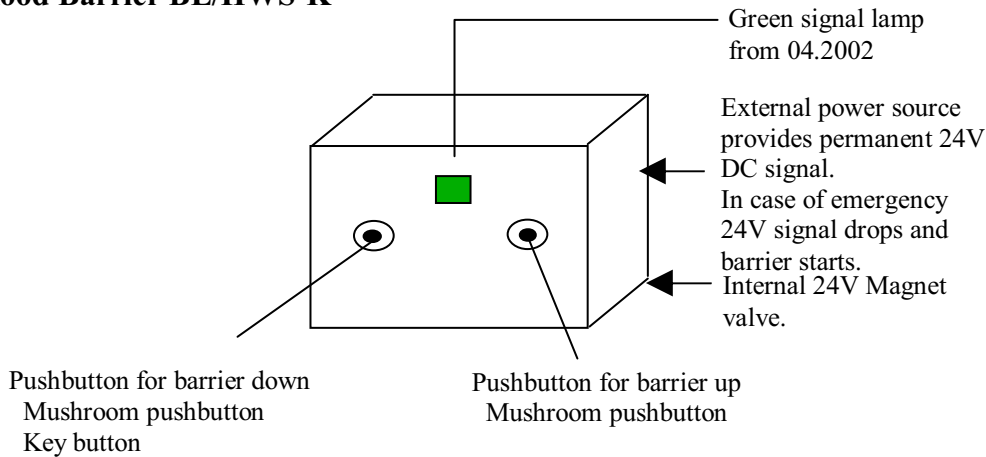 Barrier
Green signal lamp
from 04.2002
External power source
provides permanent 24V
DC signal.
In case of emergency
24V signal drops and
barrier starts.
Internal 24V Magnet
valve.
Pushbutton for barrier down
Mushroom pushbutton
Key button
Pushbutton for barrier up
Mushroom pushbutton